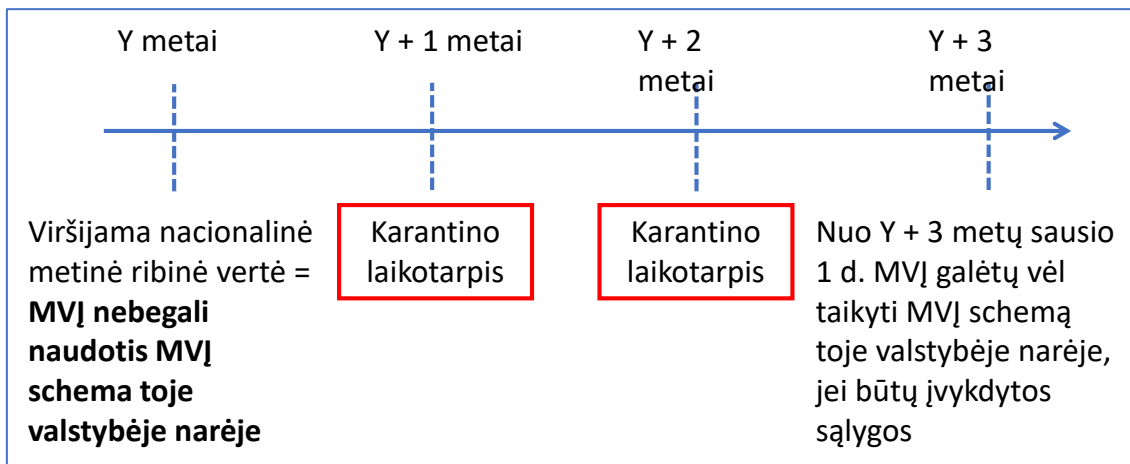 Y metai
Y + 1 metai
Y + 2
metai
Y + 3
metai
Viršijama nacionalinė
metinė ribinė vertė =
MVĮ nebegali
naudotis MVĮ
schema toje
valstybėje narėje
Karantino
laikotarpis
Karantino
laikotarpis
Nuo Y + 3 metų sausio
1 d. MVĮ galėtų vėl
taikyti MVĮ schemą
toje valstybėje narėje,
jei būtų įvykdytos
sąlygos